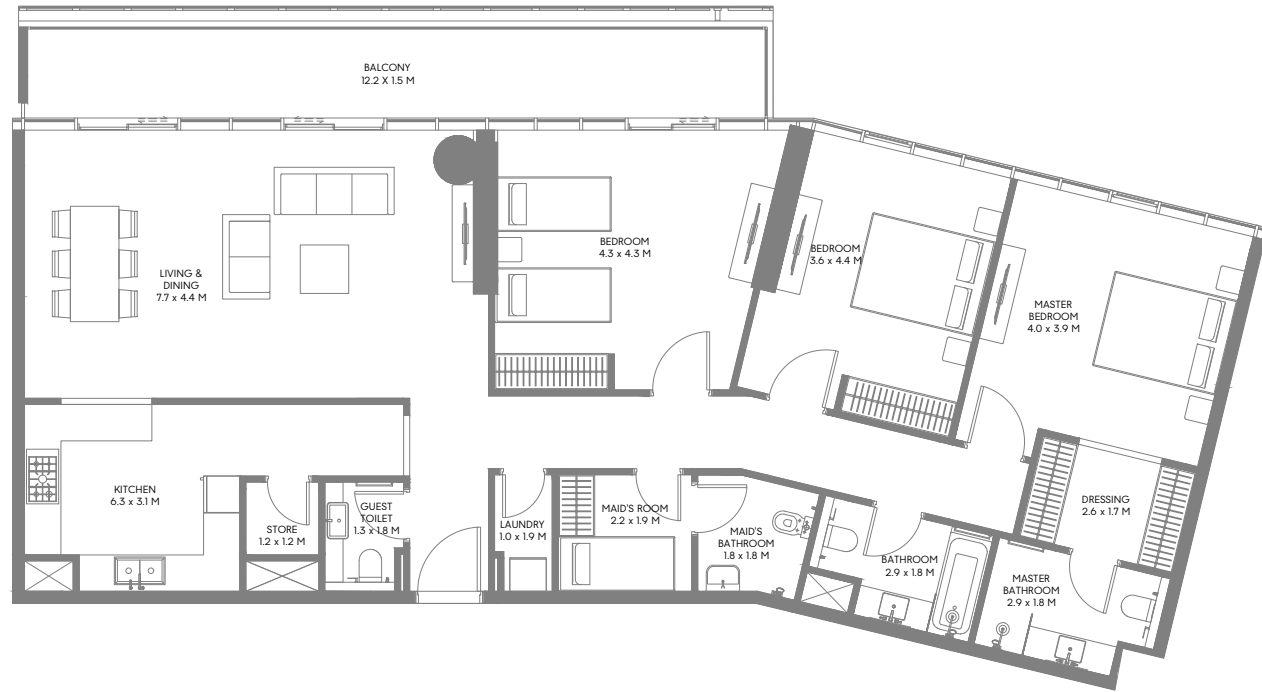 BALCONY
12.2 X 1.5 M
LIVING &
DINING
7.7 x 4.4 M
BEDROOM
4.3 x 4.3 M
BEDROOM
3.6 x 4.4 M
MASTER
BEDROOM
4.0 x 3.9 M
KITCHEN
6.3 x 3.1 M
STORE
1.2 x 1.2 M
GUEST
TOILET
1.3 x 1.8 M
LAUNDRY
1.0 x 1.9 M
MAID'S ROOM
2.2 x 1.9 M
MAID'S
BATHROOM
1.8 x 1.8 M
BATHROOM
2.9 x 1.8 M
DRESSING
2.6 x 1.7 M
MASTER
BATHROOM
2.9 x 1.8 M